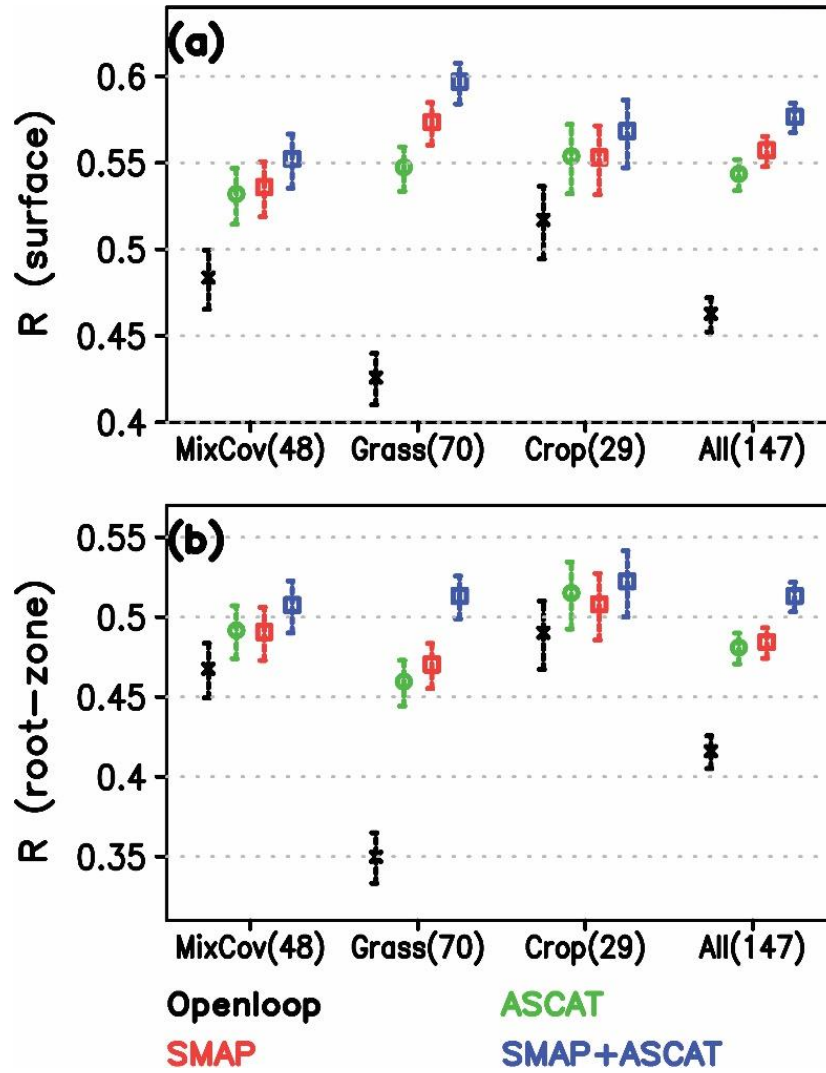 (a)
R (surface)
0.6
0.55
0.5
0.45
0.4
MixCov(48) Grass(70) Crop(29) All(147)
(b)
R (root-zone)
0.55
0.5
0.45
0.4
0.35
MixCov(48) Grass(70) Crop(29) All(147)
Openloop ASCAT
SMAP SMAP+ASCAT